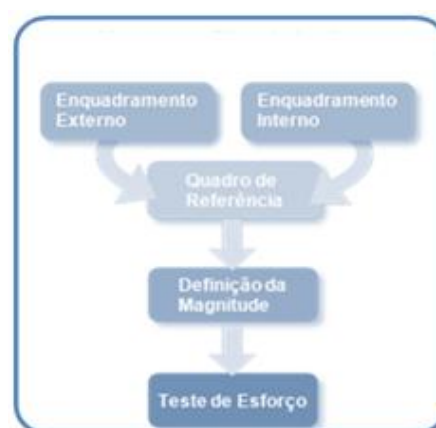 Enquadramento
Externo
Enquadramento
Interno
Quadro de
Referência
Definição da
Magnitude
Teste de Esforço